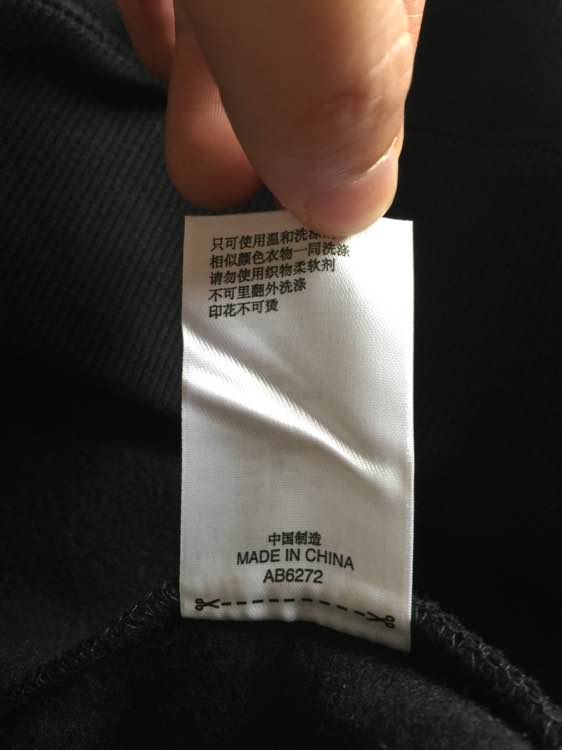 只可使用温和洗涤
相似颜色衣物一同洗涤
请勿使用织物柔软剂
不可里翻外洗涤
印花不可烫
中国制造
MADE IN CHINA
AB6272